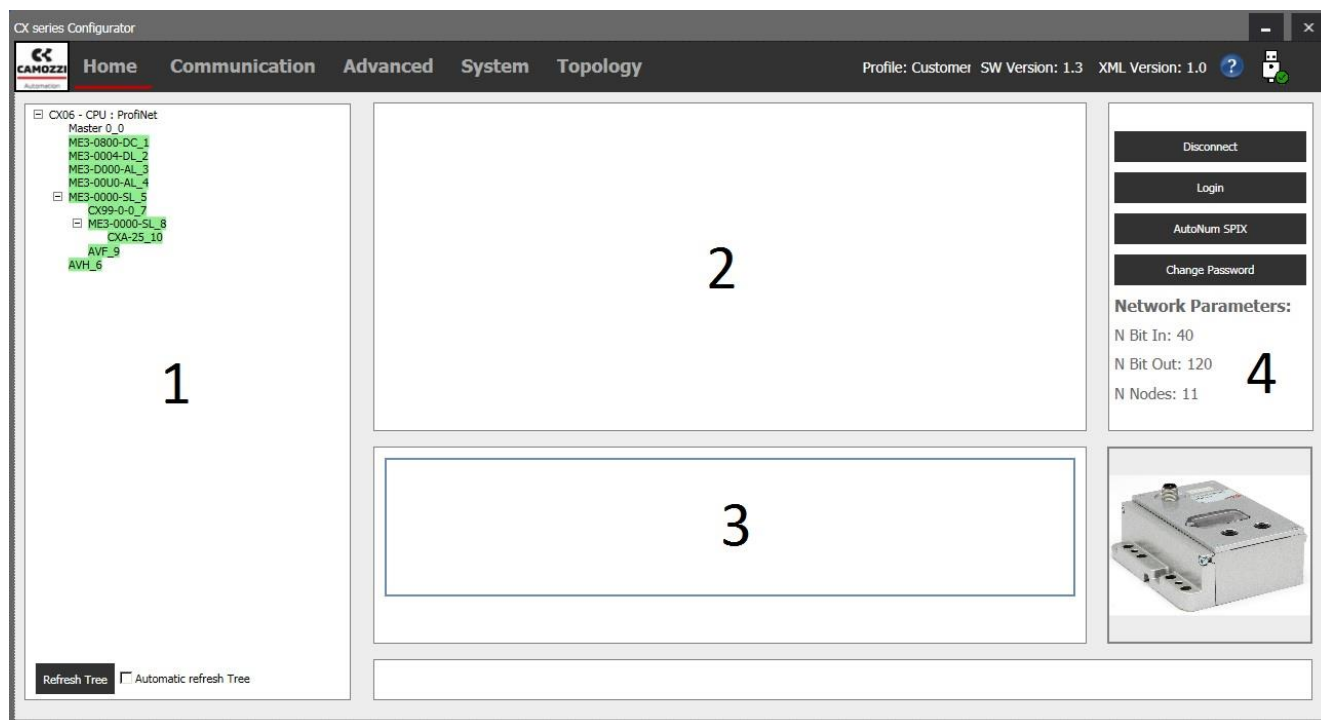 CX series Configurator
CAMOZZI
Automation
Home Communication Advanced System Topology Profile: Customer SW Version: 1.3 XML Version: 1.0 ?
CX06 - CPU : ProfiNet
Master 0_0
ME3-0800-DC_1
ME3-0004-DL_2
ME3-D000-AL_3
ME3-00U0-AL_4
ME3-0000-SL_5
CX99-0-0_7
ME3-0000-SL_8
CXA-25_10
AVF_9
AVH_6
1
Refresh Tree Automatic refresh Tree
2
3
Disconnect
Login
AutoNum SPIX
Change Password
Network Parameters:
N Bit In: 40
N Bit Out: 120
N Nodes: 11
4